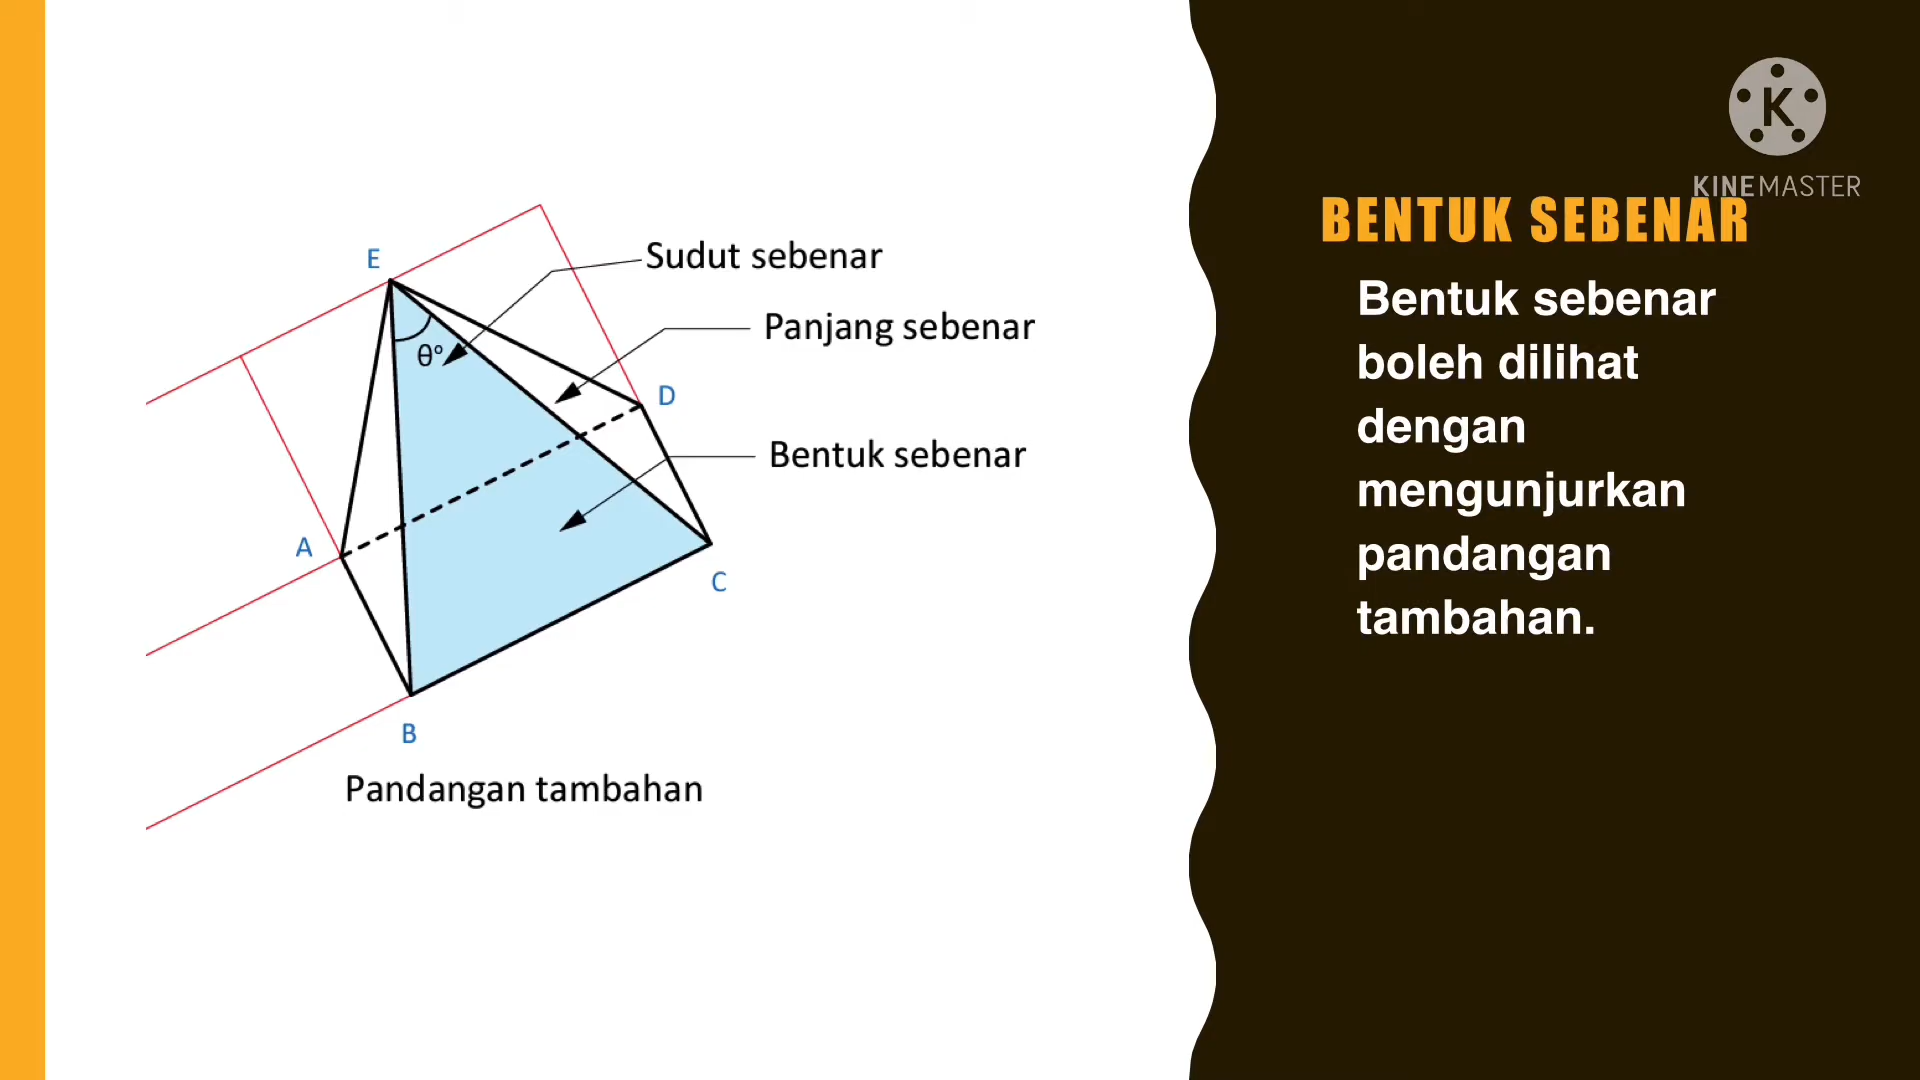 E
Sudut sebenar
Panjang sebenar
θ°
D
Bentuk sebenar
A
C
B
Pandangan tambahan
K
KINEMASTER
BENTUK SEBENAR
Bentuk sebenar
boleh dilihat
dengan
mengunjurkan
pandangan
tambahan.